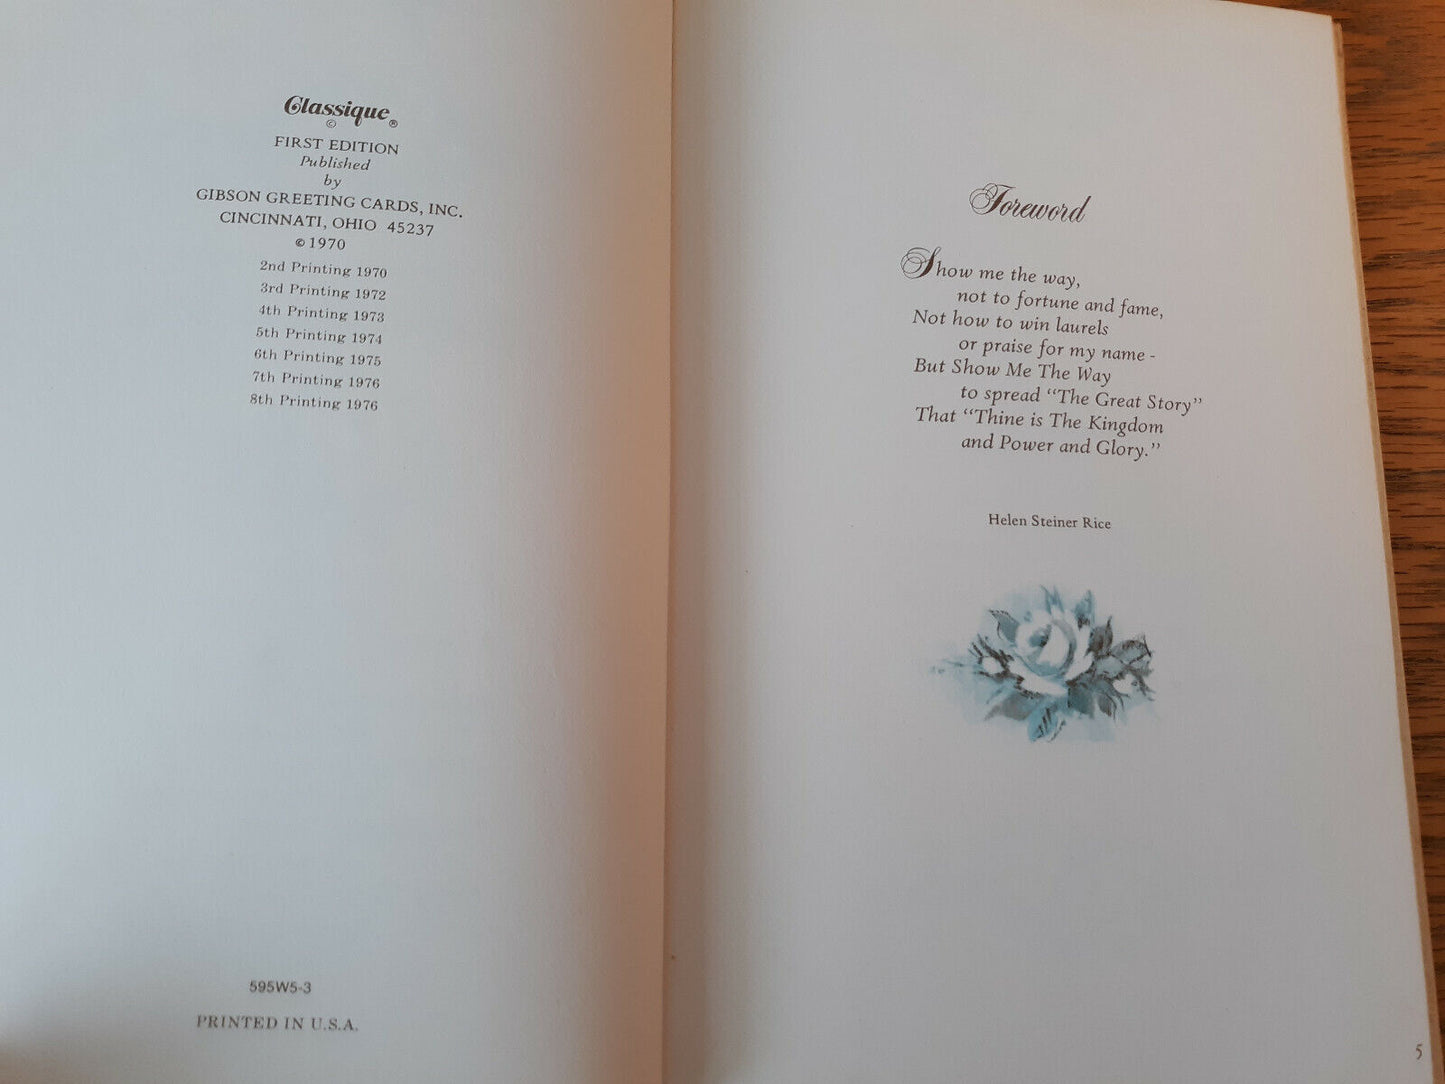 Classique ®
©
FIRST EDITION
Published
by
GIBSON GREETING CARDS, INC.
CINCINNATI, OHIO 45237
© 1970
2nd Printing 1970
3rd Printing 1972
4th Printing 1973
5th Printing 1974
6th Printing 1975
7th Printing 1976
8th Printing 1976
595W5-3
PRINTED IN U.S.A.
Foreword
Show me the way,
not to fortune and fame,
Not how to win laurels
or praise for my name -
But Show Me The Way
to spread “The Great Story”
That “Thine is The Kingdom
and Power and Glory.”
Helen Steiner Rice
5